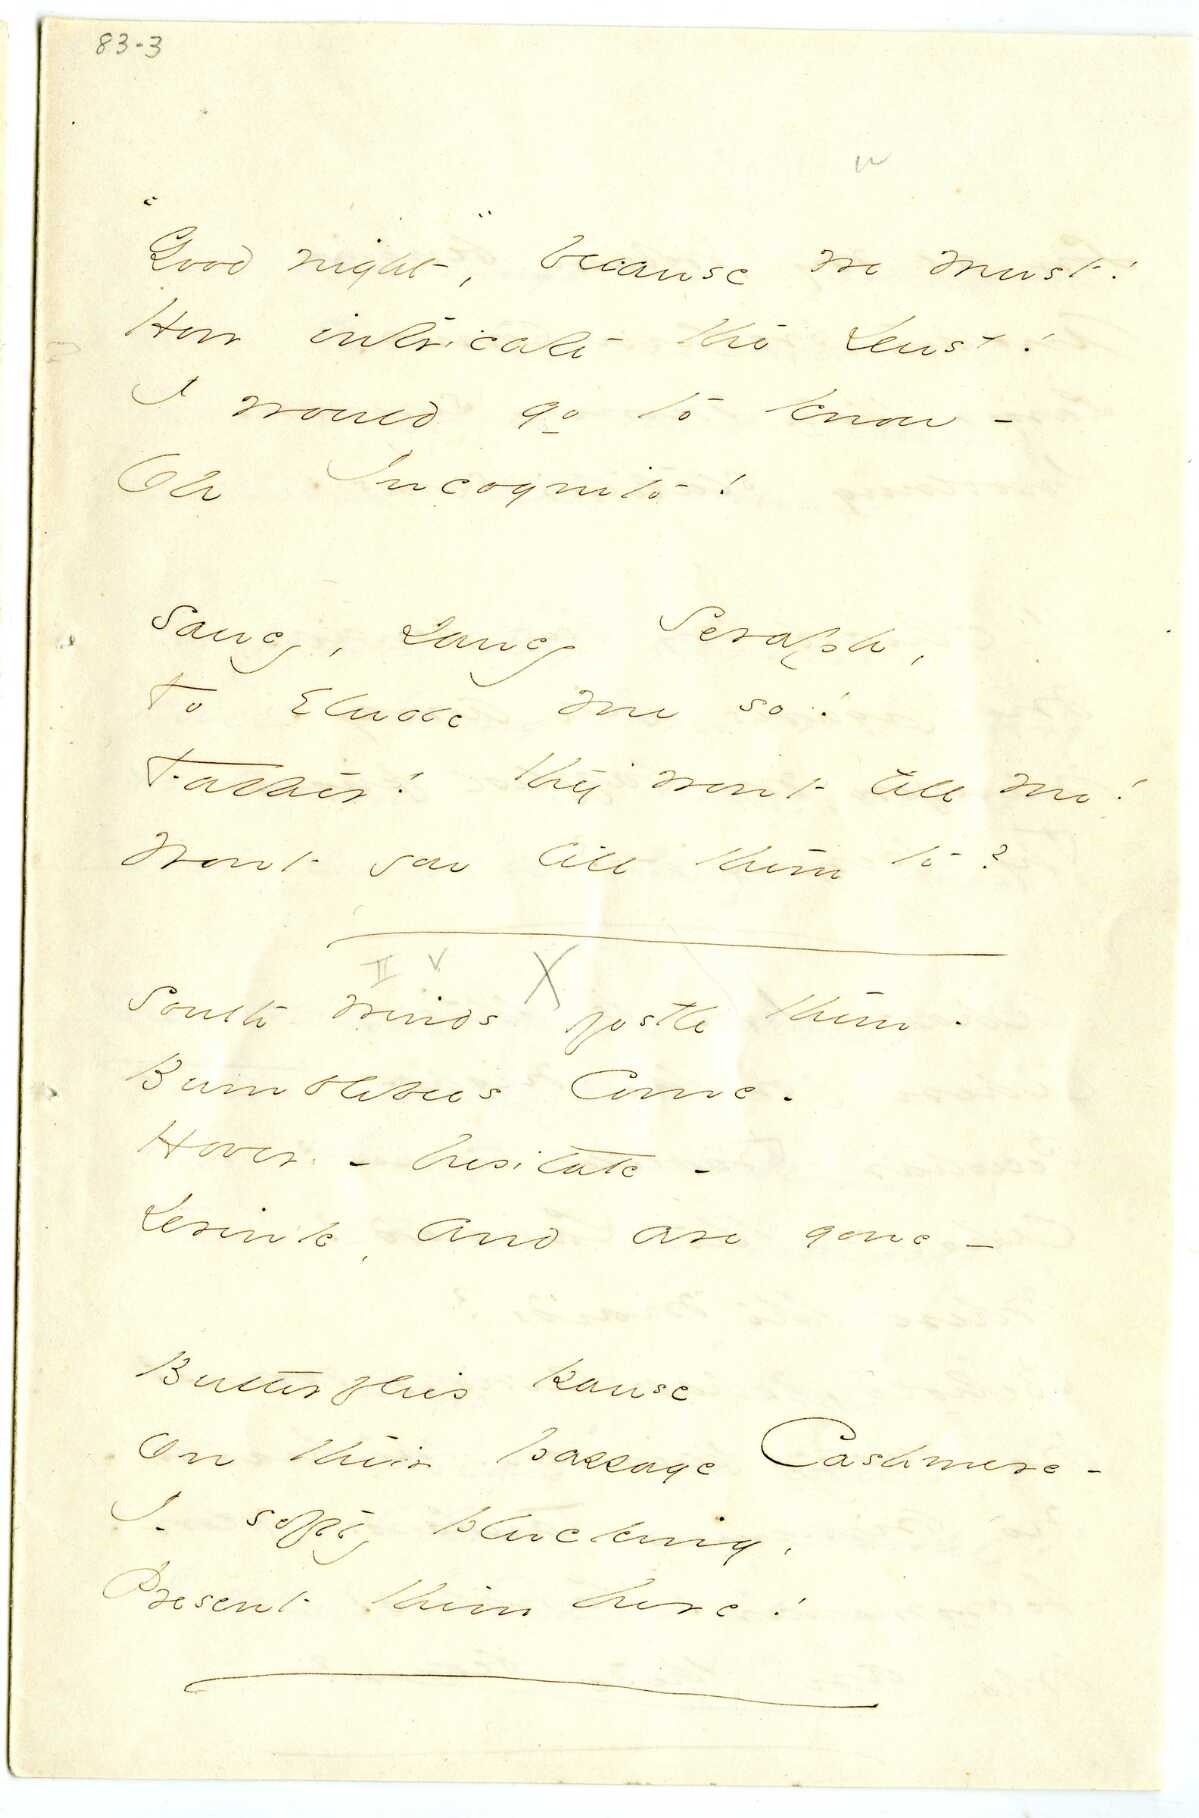 83-3
"Good night", because we must!
How intricate the Dust!
I would go to know -
Oh Incognito!
Saucy, Saucy Seraph,
To Elude me so!
Father! they wont tell me!
Wont you tell them to?
II V X
South Winds jostle them -
Bumblebees Come -
Hover - hesitate -
Drink, and are gone -
Butterflies pause
On their passage Cashmere -
I - softly plucking,
Present them here!